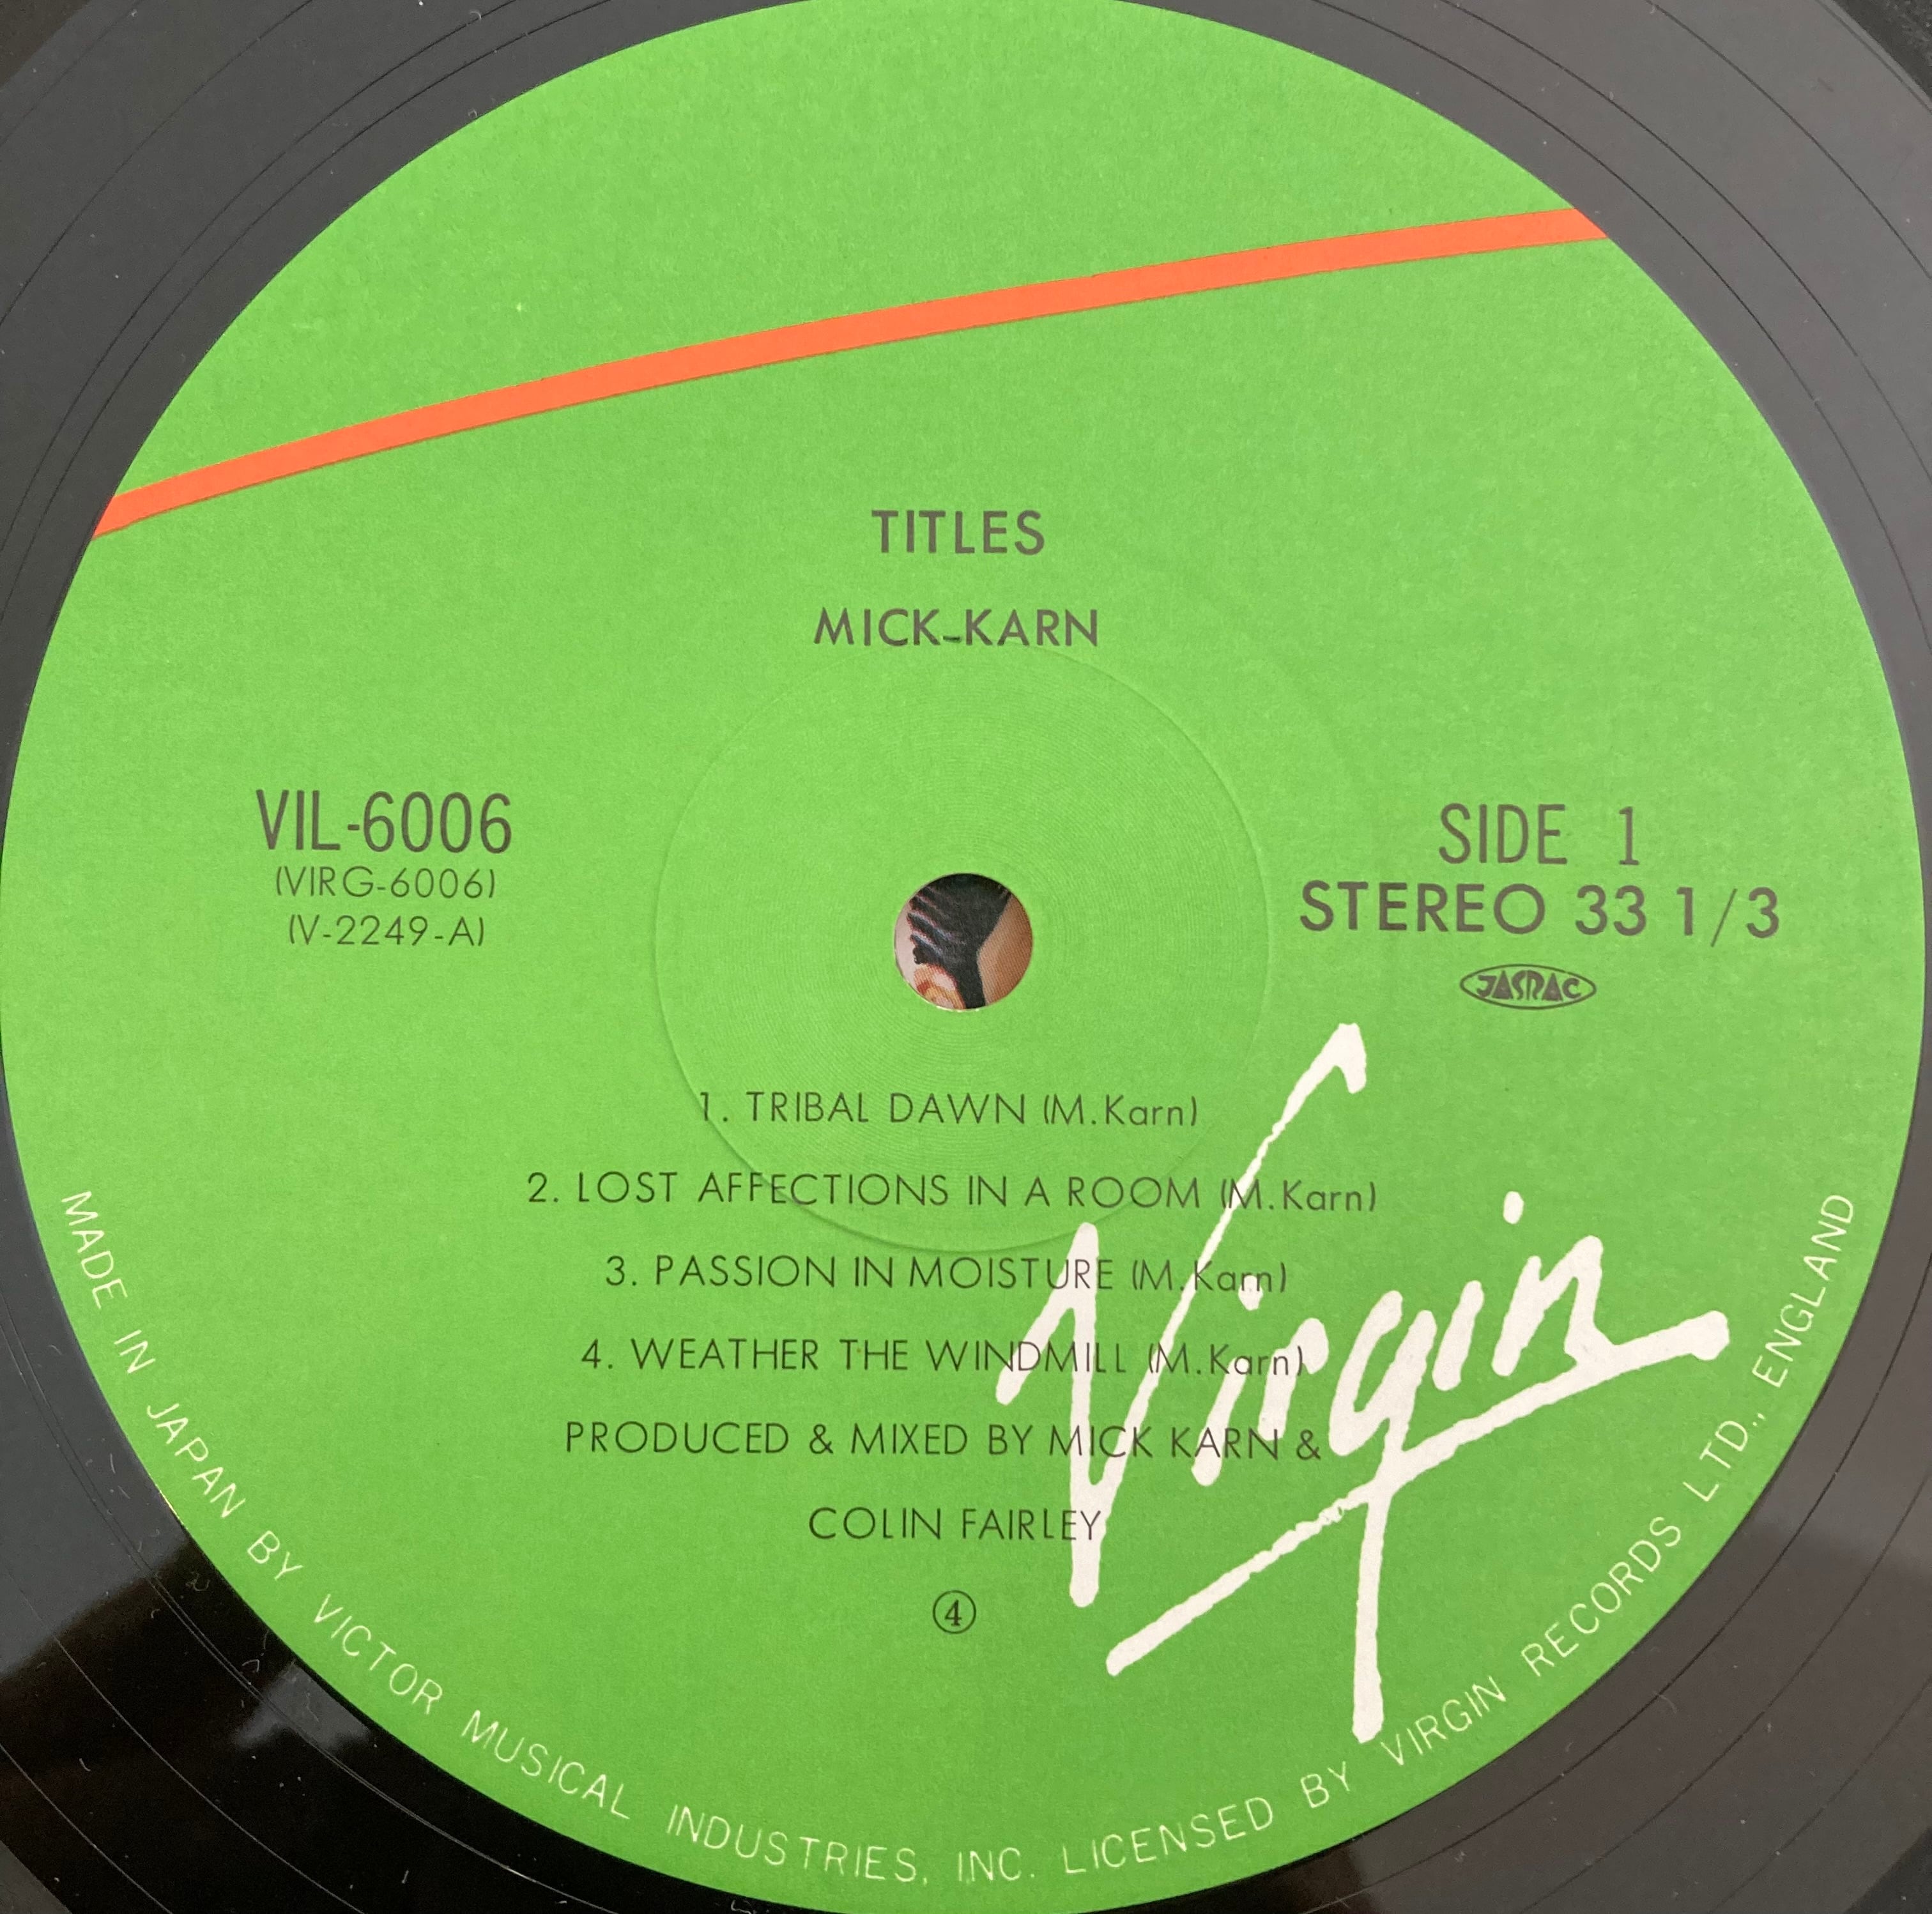 TITLES
MICK-KARN
VIL-6006
(VIRG-6006)
(V-2249-A)
SIDE 1
STEREO 33 1/3
JASRAC
1. TRIBAL DAWN (M.Karn)
2. LOST AFFECTIONS IN A ROOM (M.Karn)
3. PASSION IN MOISTURE (M.Karn)
4. WEATHER THE WINDMILL (M.Karn)
PRODUCED & MIXED BY MICK KARN &
COLIN FAIRLEY
④
Virgin
MADE IN JAPAN BY VICTOR MUSICAL INDUSTRIES, INC. LICENSED BY VIRGIN RECORDS LTD., ENGLAND